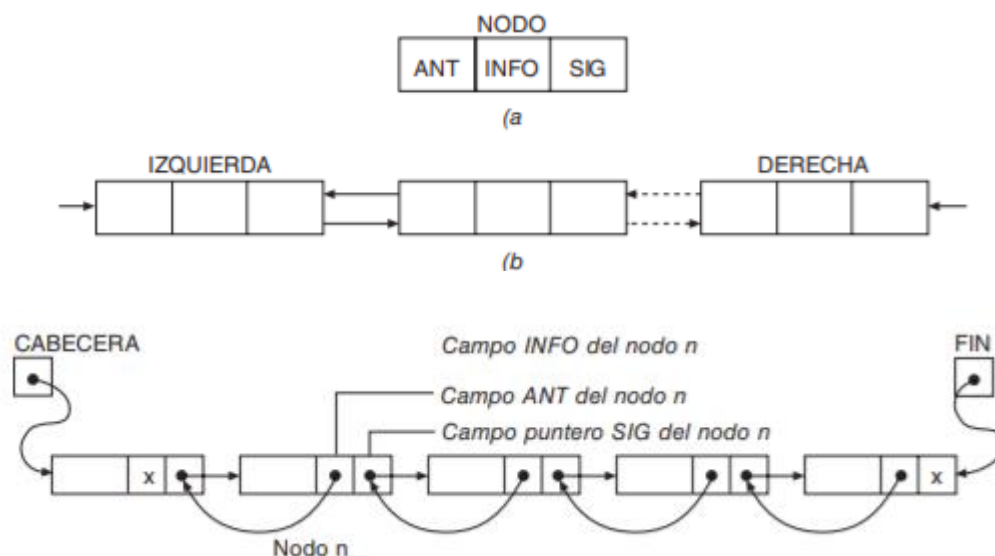 NODO
ANT INFO SIG
(a
IZQUIERDA DERECHA
(b
CABECERA Campo INFO del nodo n FIN
Campo ANT del nodo n
Campo puntero SIG del nodo n
x x
Nodo n